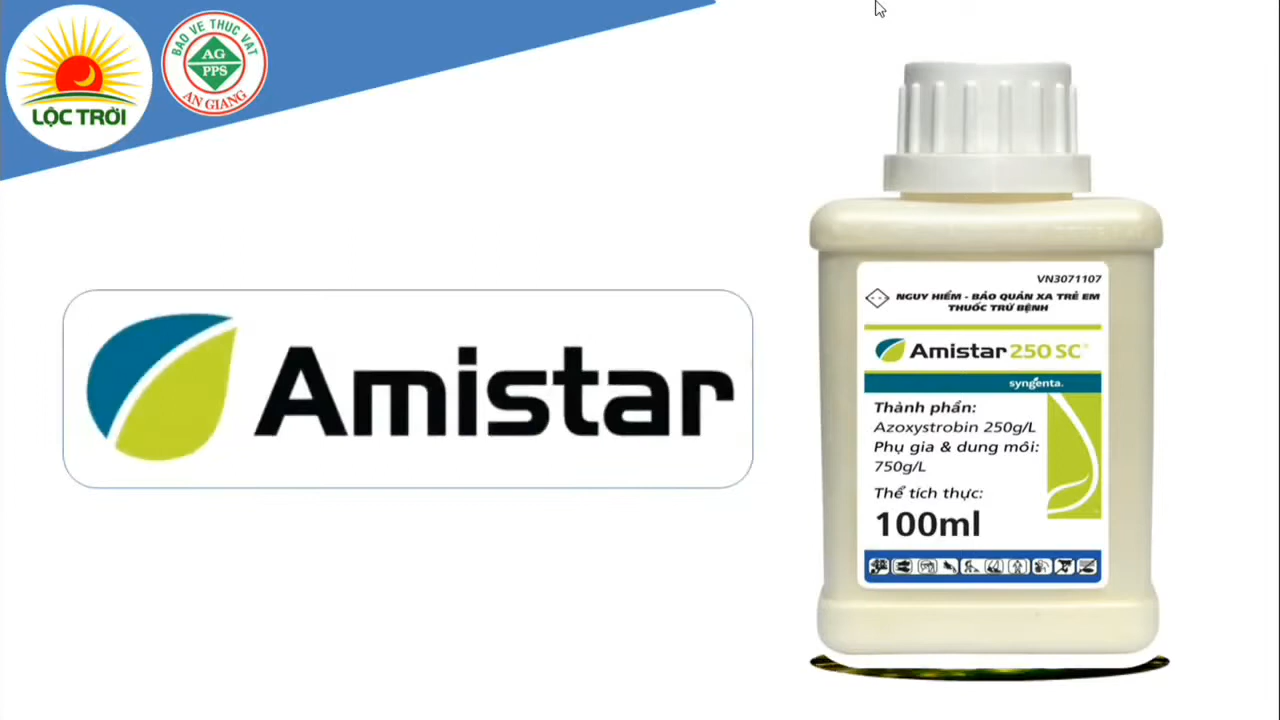 LỘC TRỜI
BẢO VỆ THỰC VẬT
AG
PPS
AN GIANG
Amistar
VN3071107
NGUY HIỂM - BẢO QUẢN XA TRẺ EM
THUỐC TRỪ BỆNH
Amistar 250 SC®
syngenta.
Thành phần:
Azoxystrobin 250g/L
Phụ gia & dung môi:
750g/L
Thể tích thực:
100ml